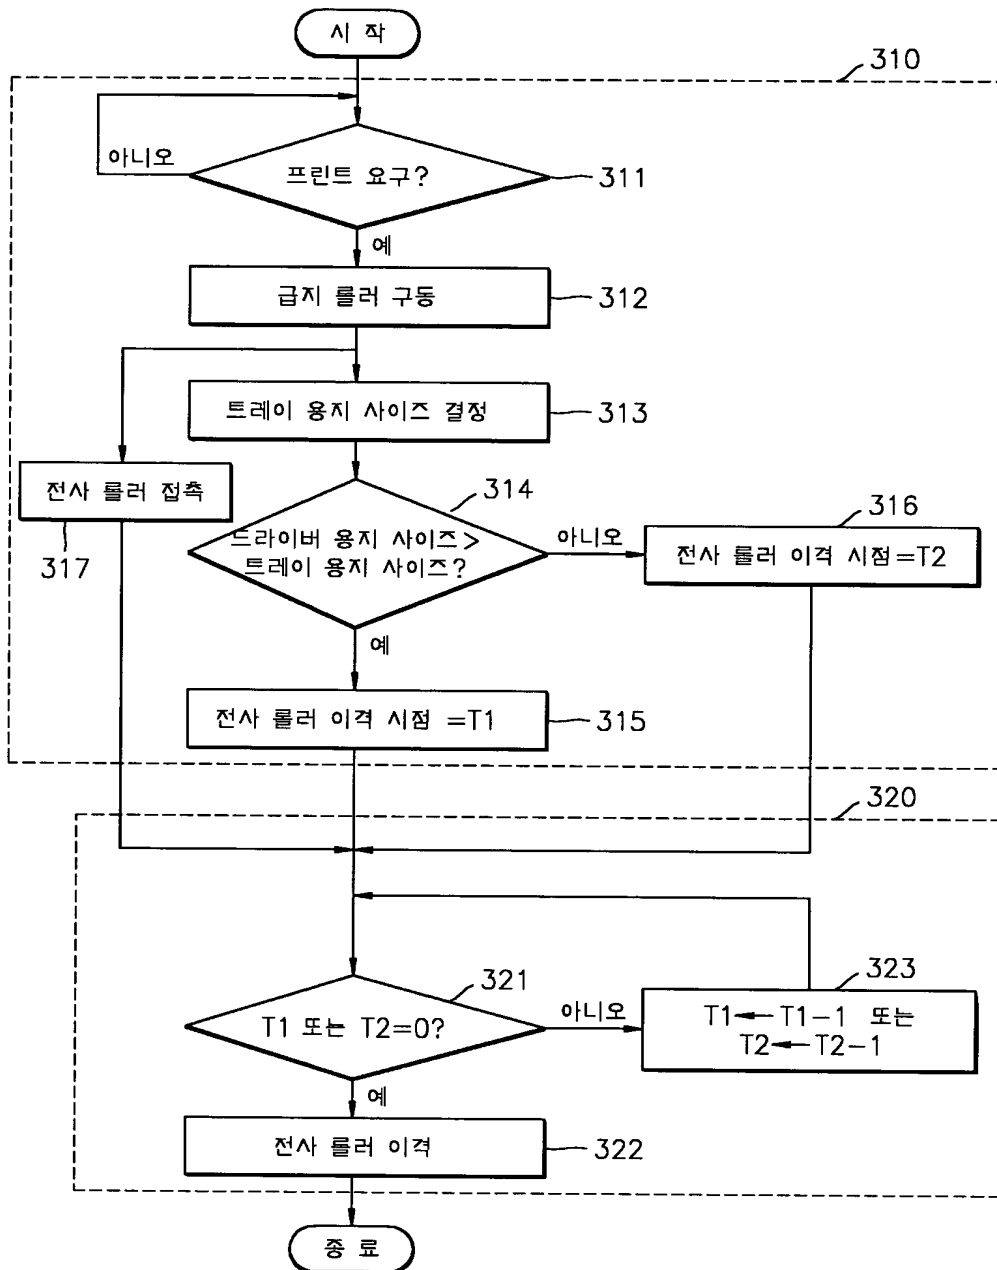 시 작
310
아니오
프린트 요구?
311
예
급지 롤러 구동
312
트레이 용지 사이즈 결정
313
전사 롤러 접촉
317
314
드라이버 용지 사이즈>
트레이 용지 사이즈?
아니오
316
전사 롤러 이격 시점=T2
예
전사 롤러 이격 시점 =T1
315
320
321
T1 또는 T2=0?
아니오
323
T1←T1-1 또는
T2←T2-1
예
전사 롤러 이격
322
종 료